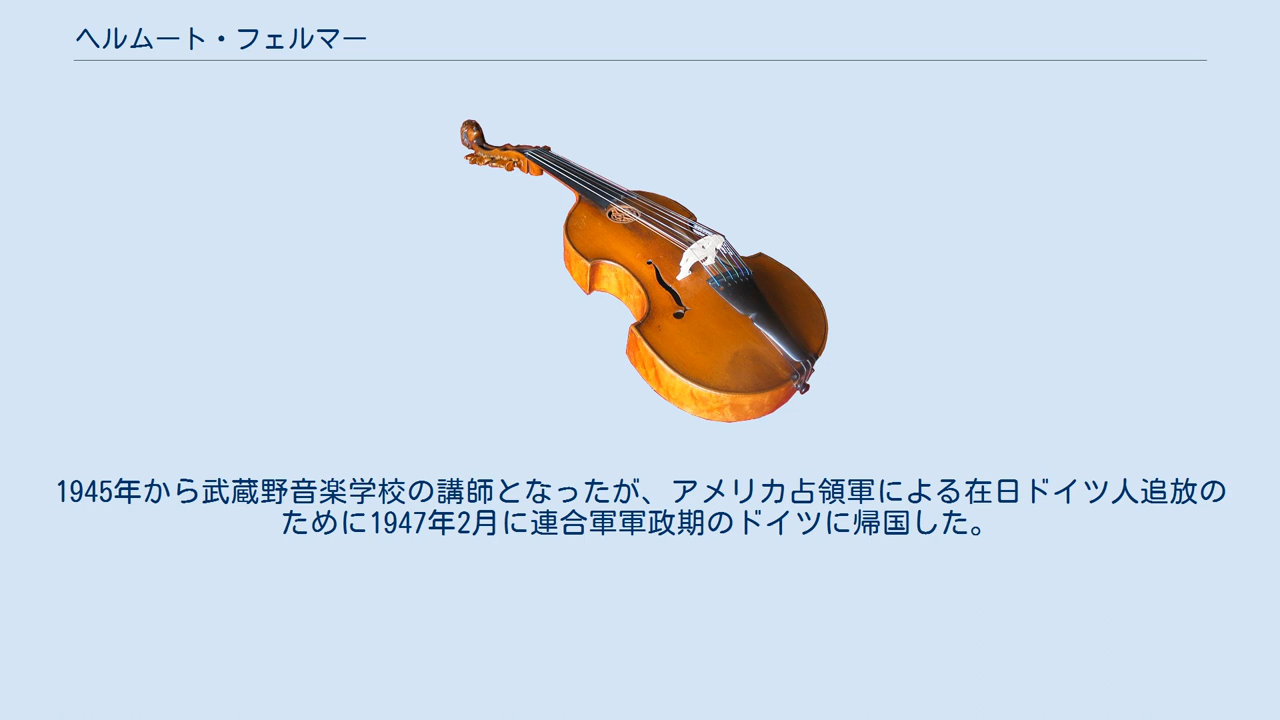 ヘルムート・フェルマー
1945年から武蔵野音楽学校の講師となったが、アメリカ占領軍による在日ドイツ人追放の
ために1947年2月に連合軍軍政期のドイツに帰国した。